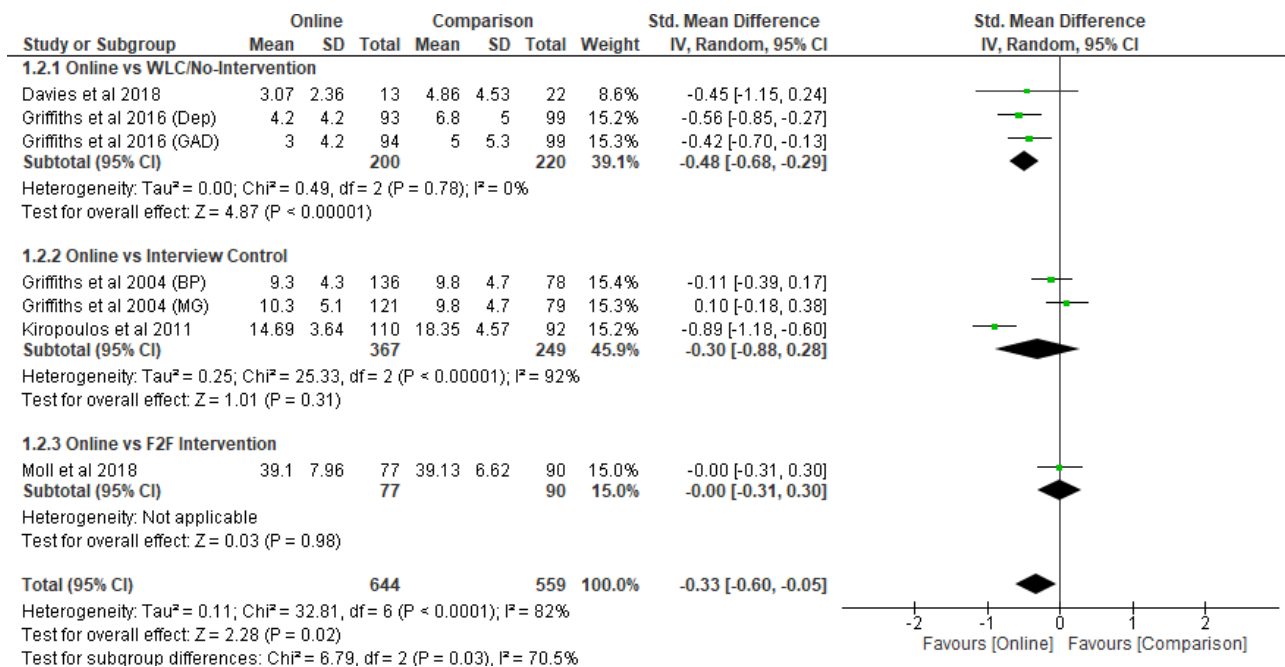 Online Comparison Std. Mean Difference Std. Mean Difference
Study or Subgroup Mean SD Total Mean SD Total Weight IV, Random, 95% CI IV, Random, 95% CI
1.2.1 Online vs WLC/No-Intervention
Davies et al 2018 3.07 2.36 13 4.86 4.53 22 8.6% -0.45 [-1.15, 0.24]
Griffiths et al 2016 (Dep) 4.2 4.2 93 6.8 5 99 15.2% -0.56 [-0.85, -0.27]
Griffiths et al 2016 (GAD) 3 4.2 94 5 5.3 99 15.3% -0.42 [-0.70, -0.13]
Subtotal (95% CI) 200 220 39.1% -0.48 [-0.68, -0.29]
Heterogeneity: Tau² = 0.00; Chi² = 0.49, df = 2 (P = 0.78); I² = 0%
Test for overall effect: Z = 4.87 (P < 0.00001)
1.2.2 Online vs Interview Control
Griffiths et al 2004 (BP) 9.3 4.3 136 9.8 4.7 78 15.4% -0.11 [-0.39, 0.17]
Griffiths et al 2004 (MG) 10.3 5.1 121 9.8 4.7 79 15.3% 0.10 [-0.18, 0.38]
Kiropoulos et al 2011 14.69 3.64 110 18.35 4.57 92 15.2% -0.89 [-1.18, -0.60]
Subtotal (95% CI) 367 249 45.9% -0.30 [-0.88, 0.28]
Heterogeneity: Tau² = 0.25; Chi² = 25.33, df = 2 (P < 0.00001); I² = 92%
Test for overall effect: Z = 1.01 (P = 0.31)
1.2.3 Online vs F2F Intervention
Moll et al 2018 39.1 7.96 77 39.13 6.62 90 15.0% -0.00 [-0.31, 0.30]
Subtotal (95% CI) 77 90 15.0% -0.00 [-0.31, 0.30]
Heterogeneity: Not applicable
Test for overall effect: Z = 0.03 (P = 0.98)
Total (95% CI) 644 559 100.0% -0.33 [-0.60, -0.05]
Heterogeneity: Tau² = 0.11; Chi² = 32.81, df = 6 (P < 0.0001); I² = 82%
Test for overall effect: Z = 2.28 (P = 0.02)
Test for subgroup differences: Chi² = 6.79, df = 2 (P = 0.03), I² = 70.5%
-2 -1 0 1 2
Favours [Online] Favours [Comparison]